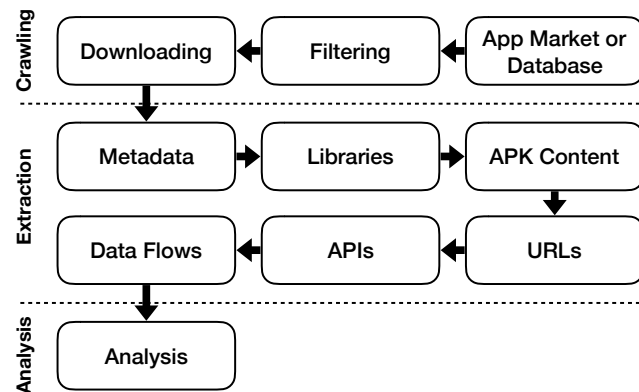 Crawling
Downloading
Filtering
App Market or
Database
Extraction
Metadata
Libraries
APK Content
Data Flows
APIs
URLs
Analysis
Analysis